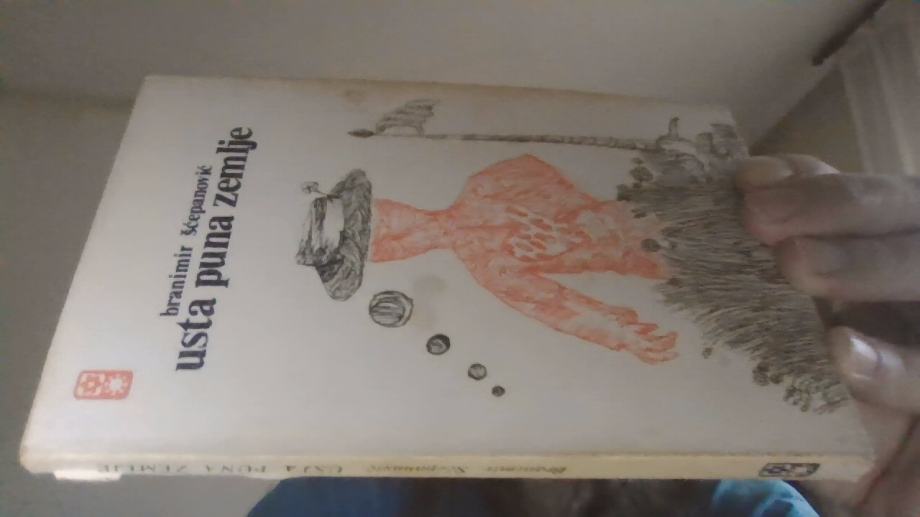 branimir šćepanović
usta puna zemlje
Branimir Šćepanović USTA PUNA ZEMLJE